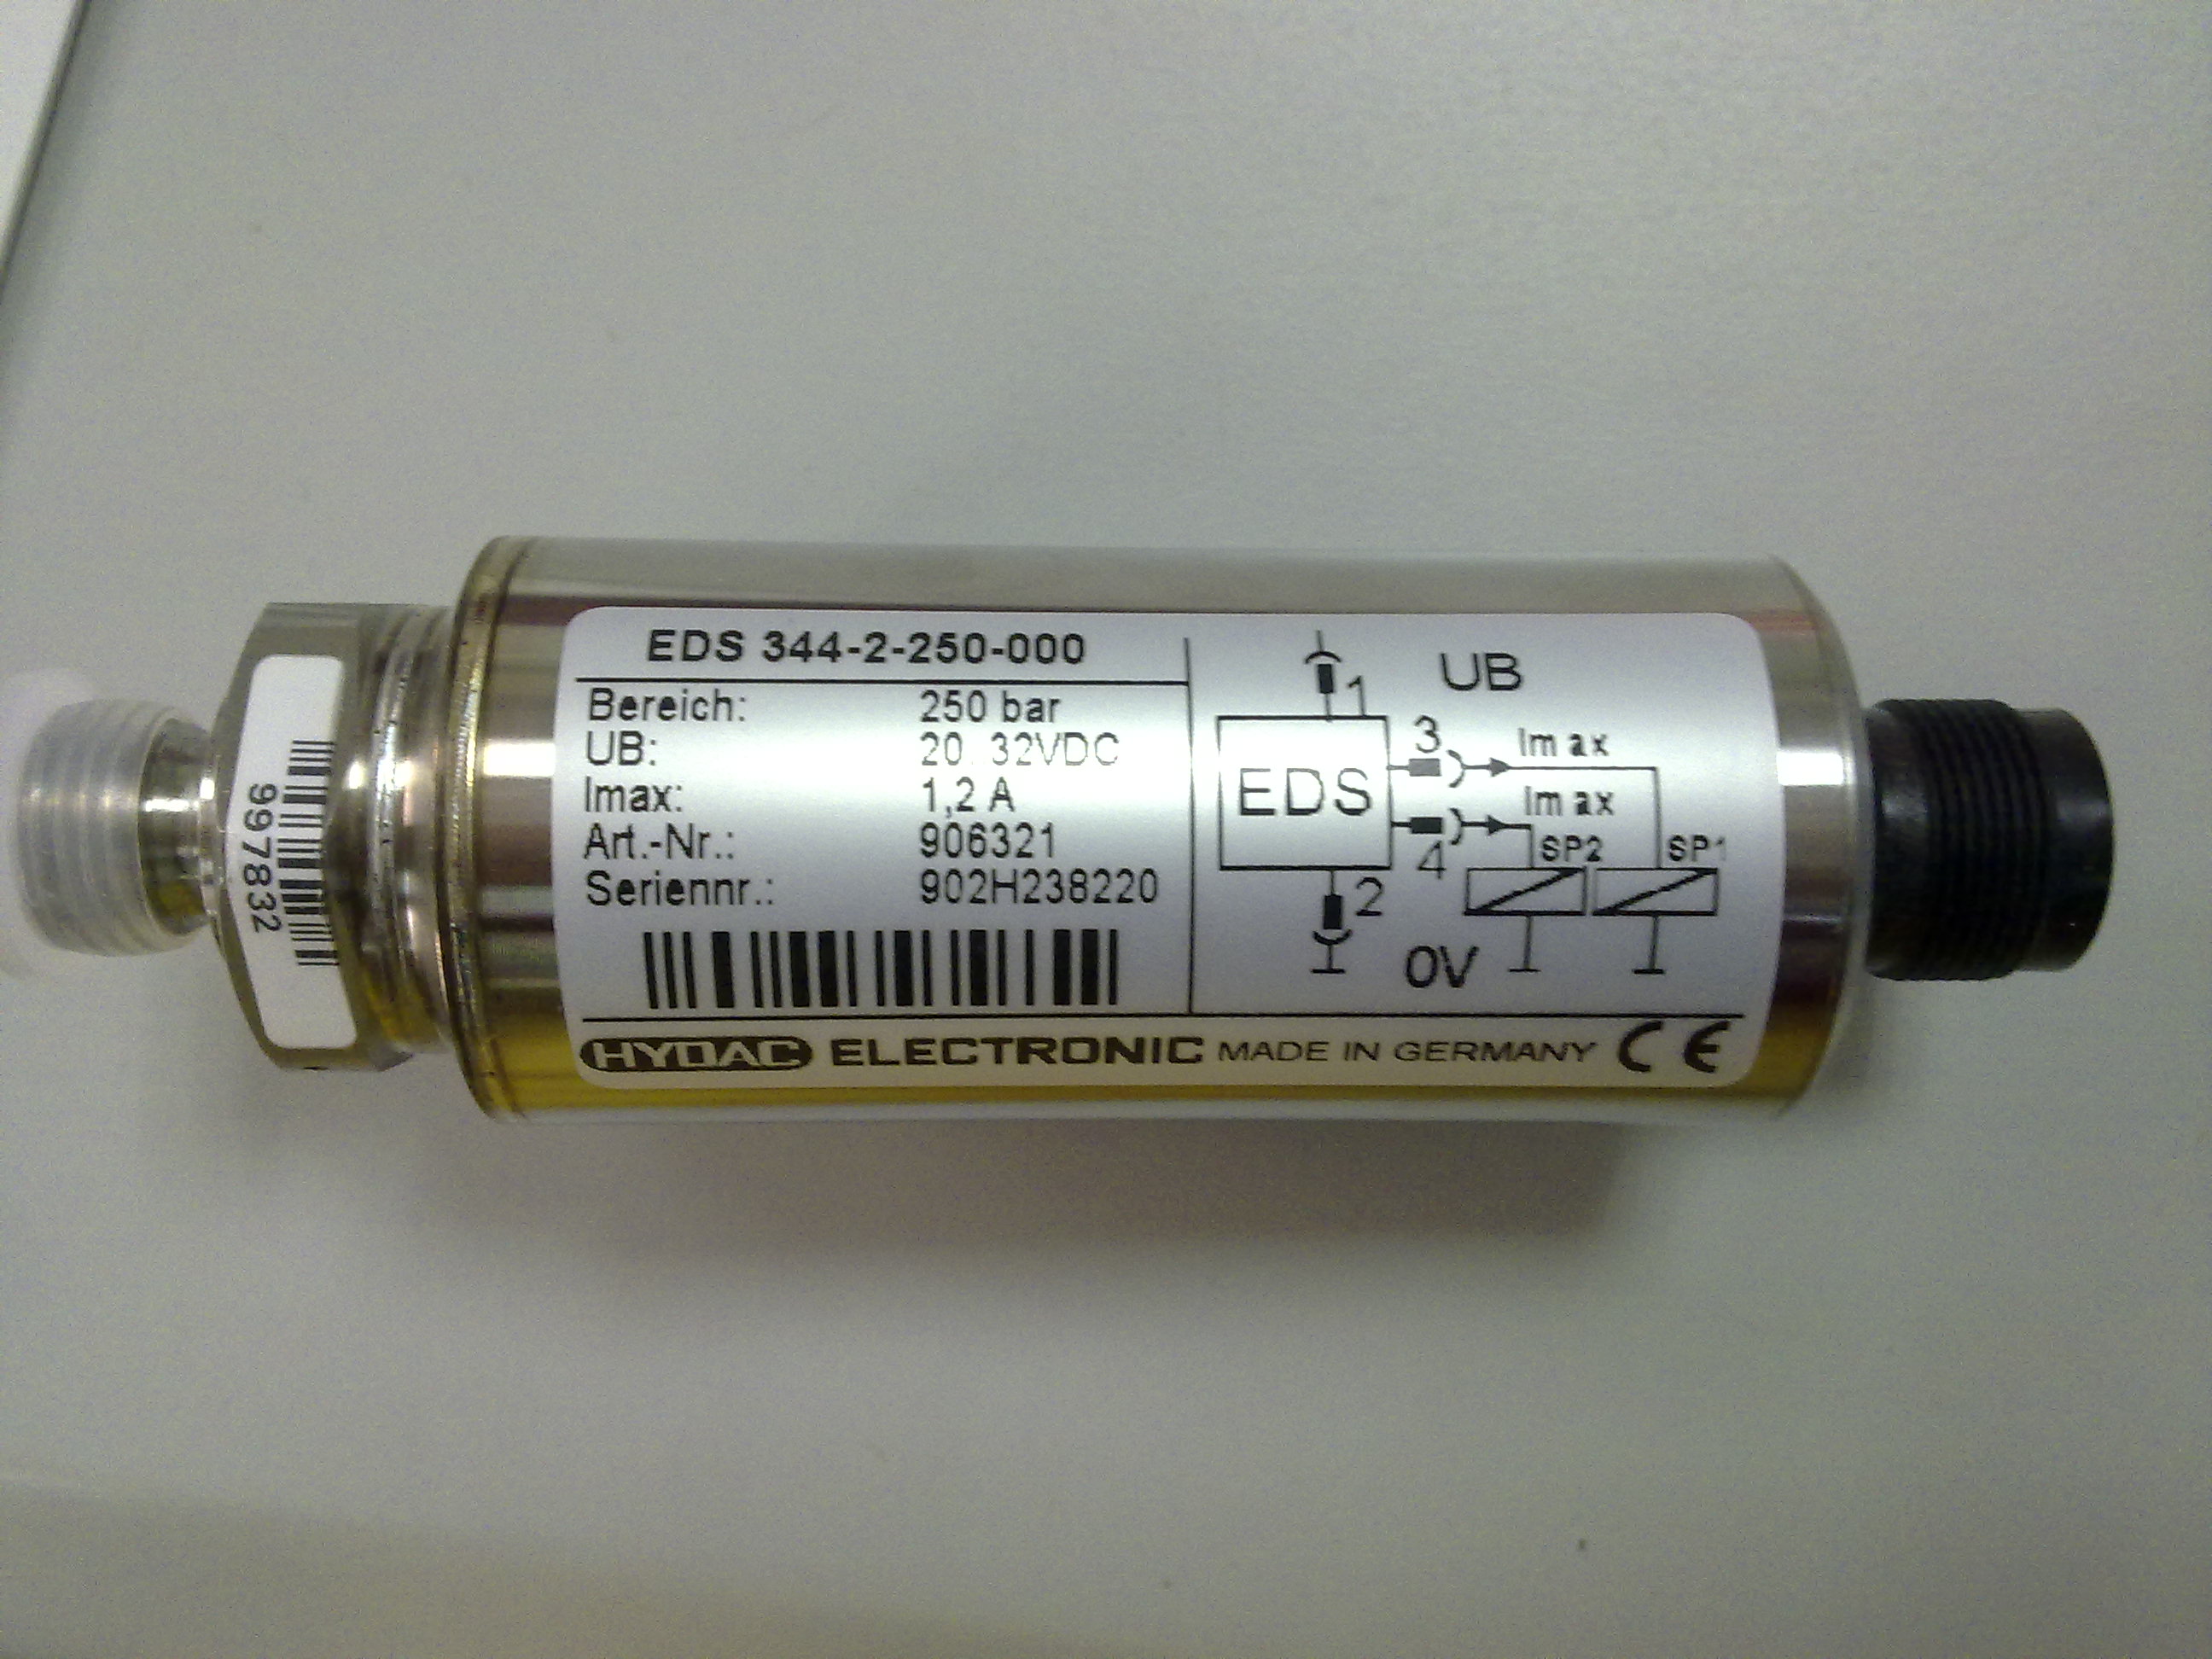 EDS 344-2-250-000
Bereich: 250 bar
UB: 20..32VDC
Imax: 1,2 A
Art.-Nr.: 906321
Seriennr.: 902H238220
1 UB
EDS
3 Imax
4 Imax
SP2 SP1
2
0V
HYDAC ELECTRONIC MADE IN GERMANY CE
997832